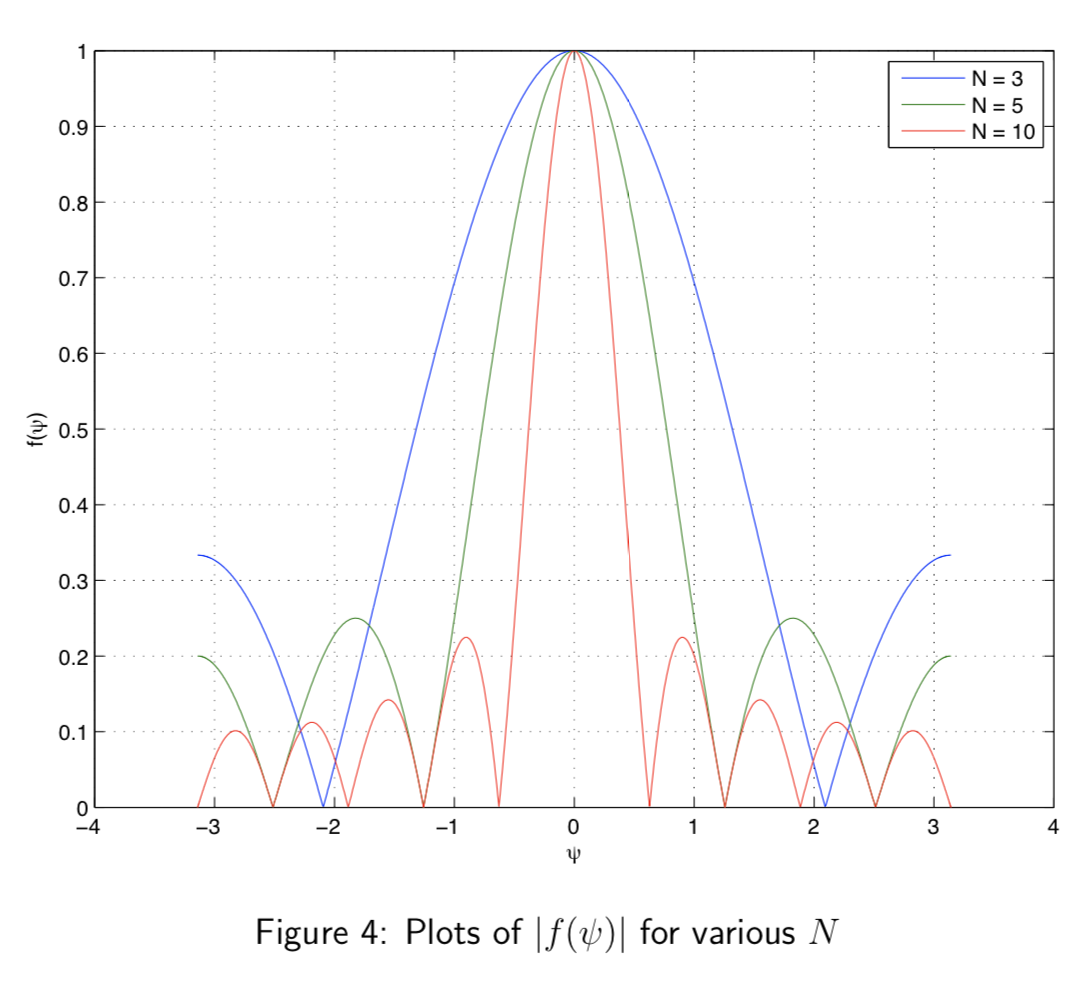 1
0.9
0.8
0.7
0.6
0.5
0.4
0.3
0.2
0.1
0
f(ψ)
N = 3
N = 5
N = 10
−4 −3 −2 −1 0 1 2 3 4
ψ
Figure 4: Plots of |f(ψ)| for various N